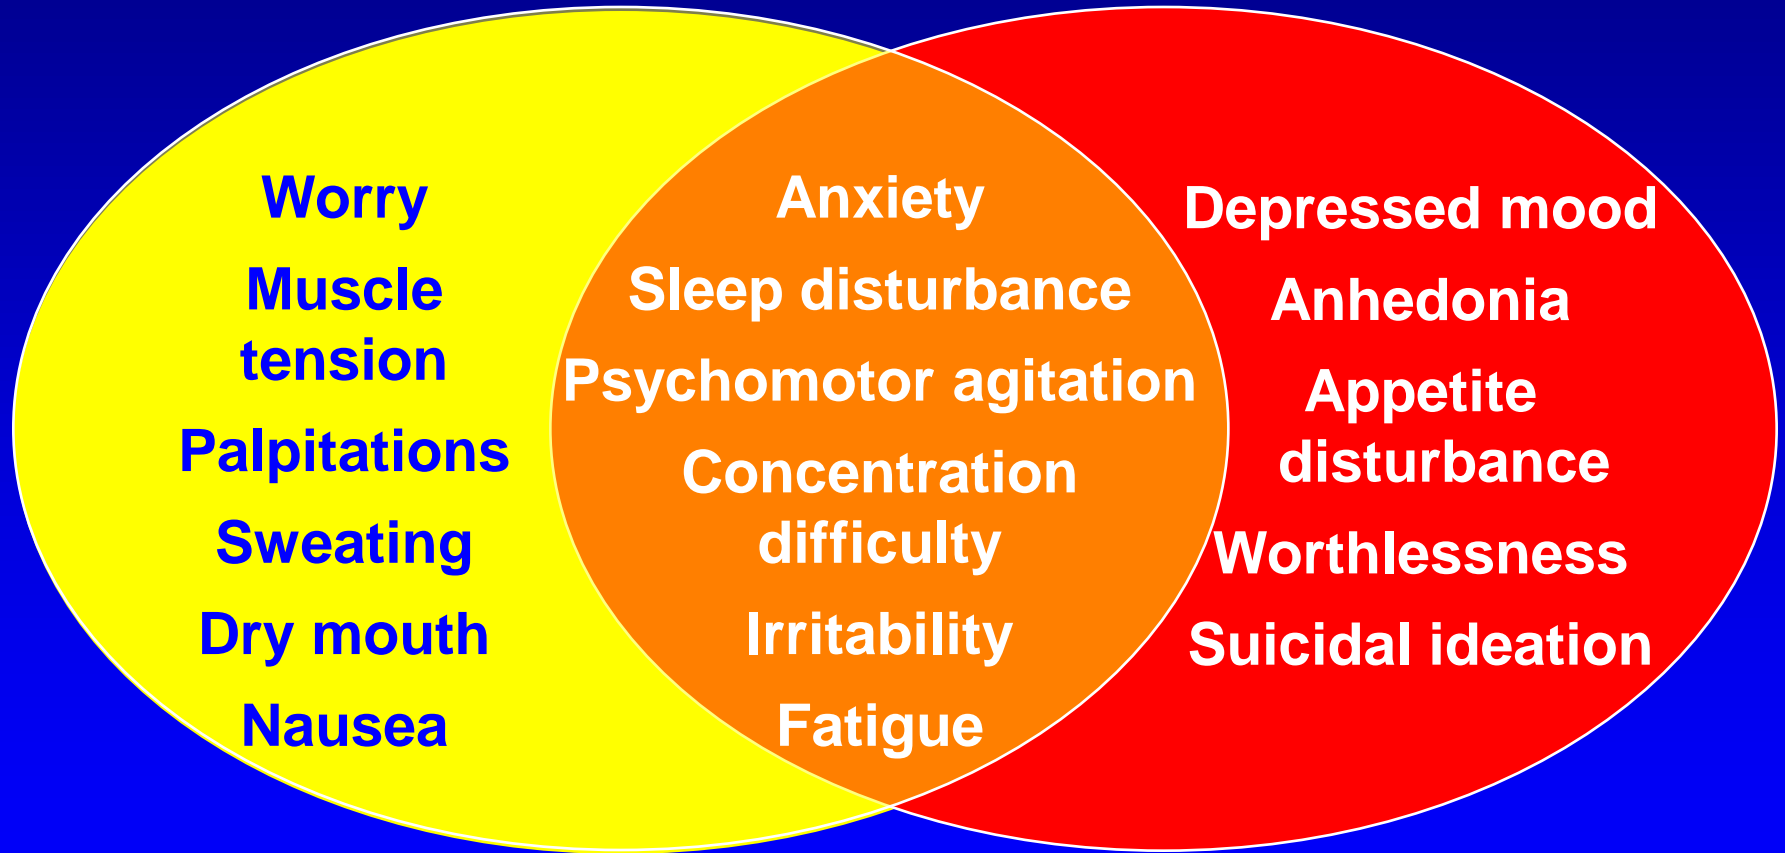 Worry
Muscle
tension
Palpitations
Sweating
Dry mouth
Nausea
Anxiety
Sleep disturbance
Psychomotor agitation
Concentration
difficulty
Irritability
Fatigue
Depressed mood
Anhedonia
Appetite
disturbance
Worthlessness
Suicidal ideation